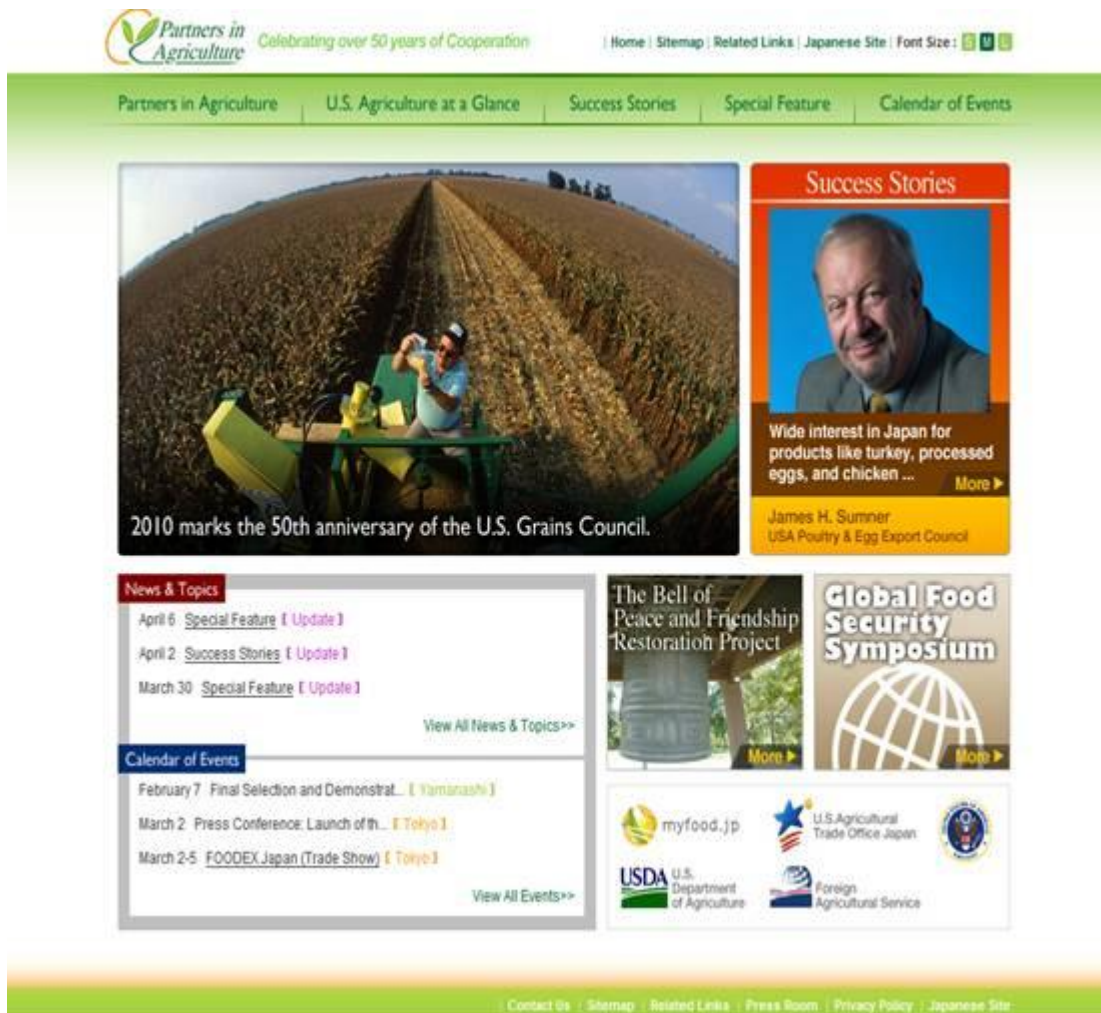 Partners in
Agriculture
Celebrating over 50 years of Cooperation
| Home | Sitemap | Related Links | Japanese Site | Font Size : S M L
Partners in Agriculture
U.S. Agriculture at a Glance
Success Stories
Special Feature
Calendar of Events
2010 marks the 50th anniversary of the U.S. Grains Council.
Success Stories
Wide interest in Japan for
products like turkey, processed
eggs, and chicken ...
More
James H. Sumner
USA Poultry & Egg Export Council
News & Topics
April 6 Special Feature [ Update ]
April 2 Success Stories [ Update ]
March 30 Special Feature [ Update ]
View All News & Topics>>
Calendar of Events
February 7 Final Selection and Demonstrat... [ Yamanashi ]
March 2 Press Conference: Launch of th... [ Tokyo ]
March 2-5 FOODEX Japan (Trade Show) [ Tokyo ]
View All Events>>
The Bell of
Peace and Friendship
Restoration Project
More
Global Food
Security
Symposium
More
myfood.jp
U.S.Agricultural
Trade Office Japan
USDA U.S.
Department
of Agriculture
Foreign
Agricultural Service
| Contact Us | Sitemap | Related Links | Press Room | Privacy Policy | Japanese Site